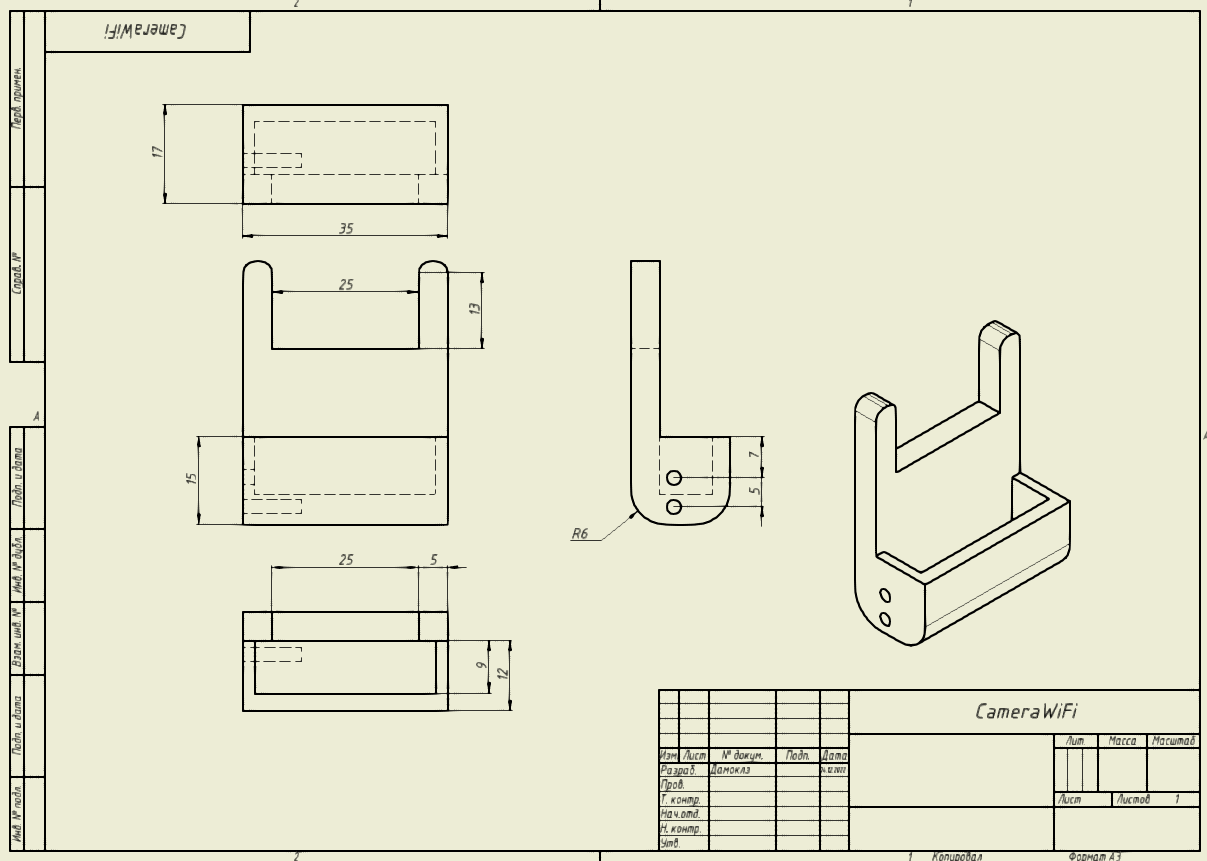 2
1
CameraWiFi
Перв. примен.
17
35
Справ. №
25
13
А
15
7
5
R6
Подп. и дата
25
5
Инв. № дубл.
Взам. инв. №
9
12
Подп. и дата
Инв. № подл.
CameraWiFi
Лит.
Масса
Масштаб
Изм.
Лист
№ докум.
Подп.
Дата
Разраб.
Дамоклз
Пров.
Т. контр.
Лист
Листов
1
Нач.отд.
Н. контр.
Утв.
2
1
Копировал
Формат А3